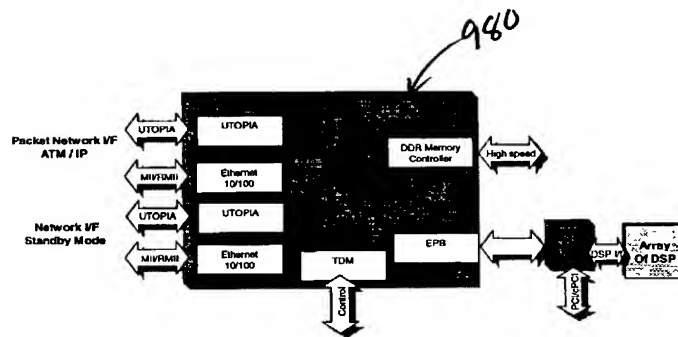 980
UTOPIA
UTOPIA
Packet Network I/F
ATM / IP
DDR Memory
Controller
High speed
MII/RMII
Ethernet
10/100
UTOPIA
UTOPIA
Network I/F
Standby Mode
EPB
MII/RMII
Ethernet
10/100
TDM
DSP I/f
Array
Of DSP
Control
PCI(cPCI)